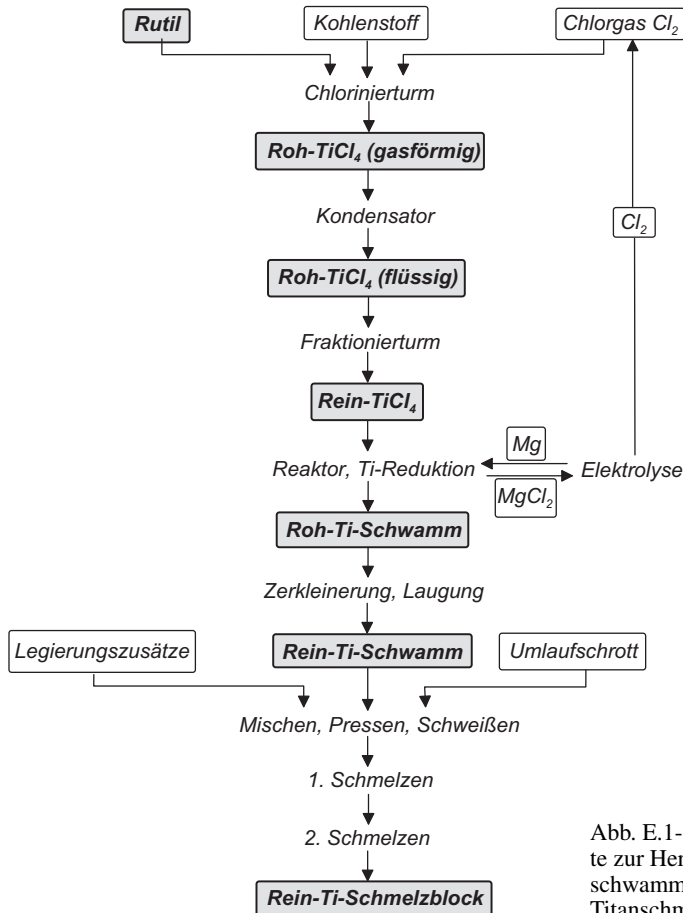 Rutil Kohlenstoff Chlorgas Cl₂
Chlorinierturm
Roh-TiCl₄ (gasförmig)
Kondensator
Cl₂
Roh-TiCl₄ (flüssig)
Fraktionierturm
Rein-TiCl₄
Mg
Reaktor, Ti-Reduktion Elektrolyse
MgCl₂
Roh-Ti-Schwamm
Zerkleinerung, Laugung
Legierungszusätze Rein-Ti-Schwamm Umlaufschrott
Mischen, Pressen, Schweißen
1. Schmelzen
2. Schmelzen
Rein-Ti-Schmelzblock
Abb. E.1-
te zur Her
schwamm
Titanschm